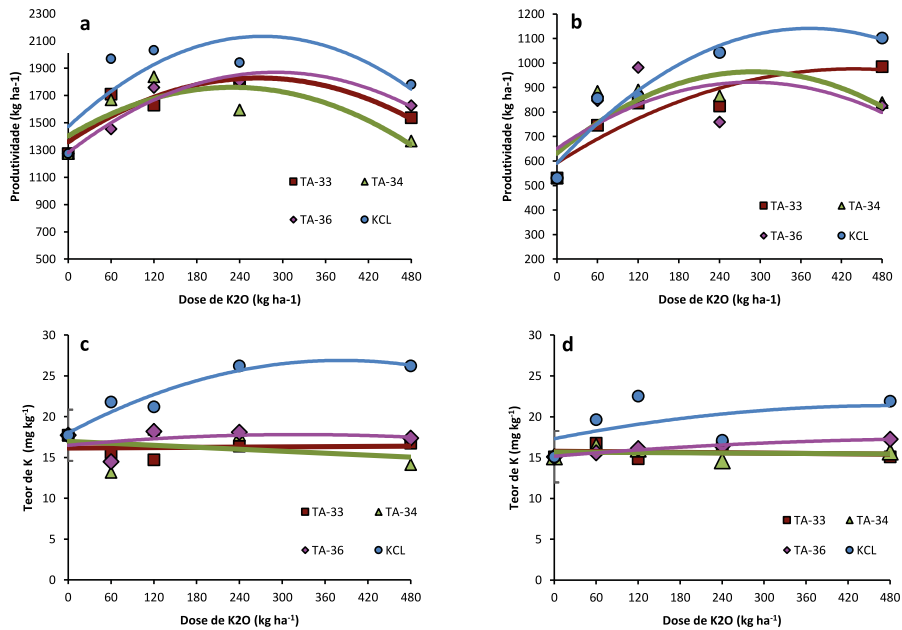 a
Produtividade (kg ha-1)
2300
2100
1900
1700
1500
1300
1100
900
700
500
TA-33 TA-34
TA-36 KCL
0 60 120 180 240 300 360 420 480
Dose de K2O (kg ha-1)
b
Produtividade (kg ha-1)
1200
1100
1000
900
800
700
600
500
400
300
200
TA-33 TA-34
TA-36 KCL
0 60 120 180 240 300 360 420 480
Dose de K2O (kg ha-1)
c
Teor de K (mg kg-1)
30
25
20
15
10
5
0
TA-33 TA-34
TA-36 KCL
0 60 120 180 240 300 360 420 480
Dose de K2O (kg ha-1)
d
Teor de K (mg kg-1)
30
25
20
15
10
5
0
TA-33 TA-34
TA-36 KCL
0 60 120 180 240 300 360 420 480
Dose de K2O (kg ha-1)